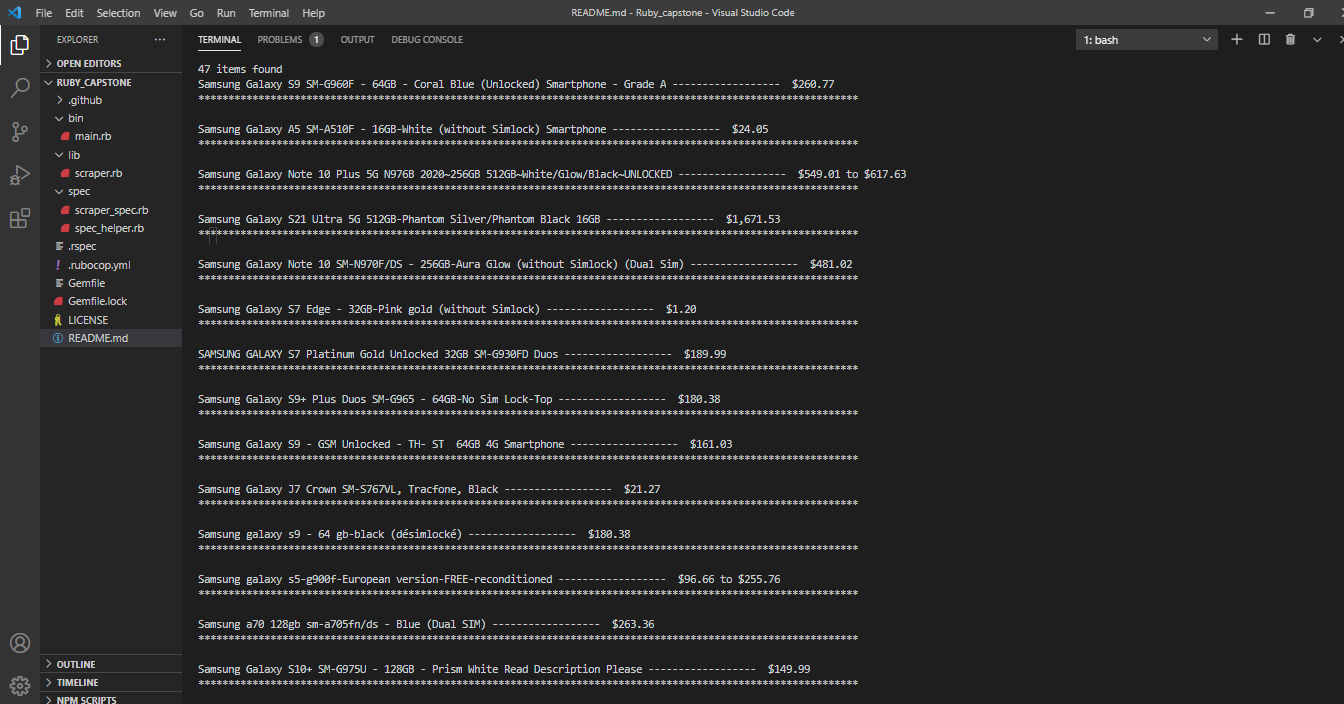 File Edit Selection View Go Run Terminal Help
README.md - Ruby_capstone - Visual Studio Code
EXPLORER
OPEN EDITORS
RUBY_CAPSTONE
.github
bin
main.rb
lib
scraper.rb
spec
scraper_spec.rb
spec_helper.rb
.rspec
.rubocop.yml
Gemfile
Gemfile.lock
LICENSE
README.md
OUTLINE
TIMELINE
NPM SCRIPTS
TERMINAL PROBLEMS 1 OUTPUT DEBUG CONSOLE
1: bash
47 items found
Samsung Galaxy S9 SM-G960F - 64GB - Coral Blue (Unlocked) Smartphone - Grade A ------------------ $260.77
**************************************************************************************************************
Samsung Galaxy A5 SM-A510F - 16GB-White (without Simlock) Smartphone ------------------ $24.05
**************************************************************************************************************
Samsung Galaxy Note 10 Plus 5G N976B 2020~256GB 512GB~White/Glow/Black~UNLOCKED ------------------ $549.01 to $617.63
**************************************************************************************************************
Samsung Galaxy S21 Ultra 5G 512GB-Phantom Silver/Phantom Black 16GB ------------------ $1,671.53
**************************************************************************************************************
Samsung Galaxy Note 10 SM-N970F/DS - 256GB-Aura Glow (without Simlock) (Dual Sim) ------------------ $481.02
**************************************************************************************************************
Samsung Galaxy S7 Edge - 32GB-Pink gold (without Simlock) ------------------ $1.20
**************************************************************************************************************
SAMSUNG GALAXY S7 Platinum Gold Unlocked 32GB SM-G930FD Duos ------------------ $189.99
**************************************************************************************************************
Samsung Galaxy S9+ Plus Duos SM-G965 - 64GB-No Sim Lock-Top ------------------ $180.38
**************************************************************************************************************
Samsung Galaxy S9 - GSM Unlocked - TH- ST  64GB 4G Smartphone ------------------ $161.03
**************************************************************************************************************
Samsung Galaxy J7 Crown SM-S767VL, Tracfone, Black ------------------ $21.27
**************************************************************************************************************
Samsung galaxy s9 - 64 gb-black (désimlocké) ------------------ $180.38
**************************************************************************************************************
Samsung galaxy s5-g900f-European version-FREE-reconditioned ------------------ $96.66 to $255.76
**************************************************************************************************************
Samsung a70 128gb sm-a705fn/ds - Blue (Dual SIM) ------------------ $263.36
**************************************************************************************************************
Samsung Galaxy S10+ SM-G975U - 128GB - Prism White Read Description Please ------------------ $149.99
**************************************************************************************************************